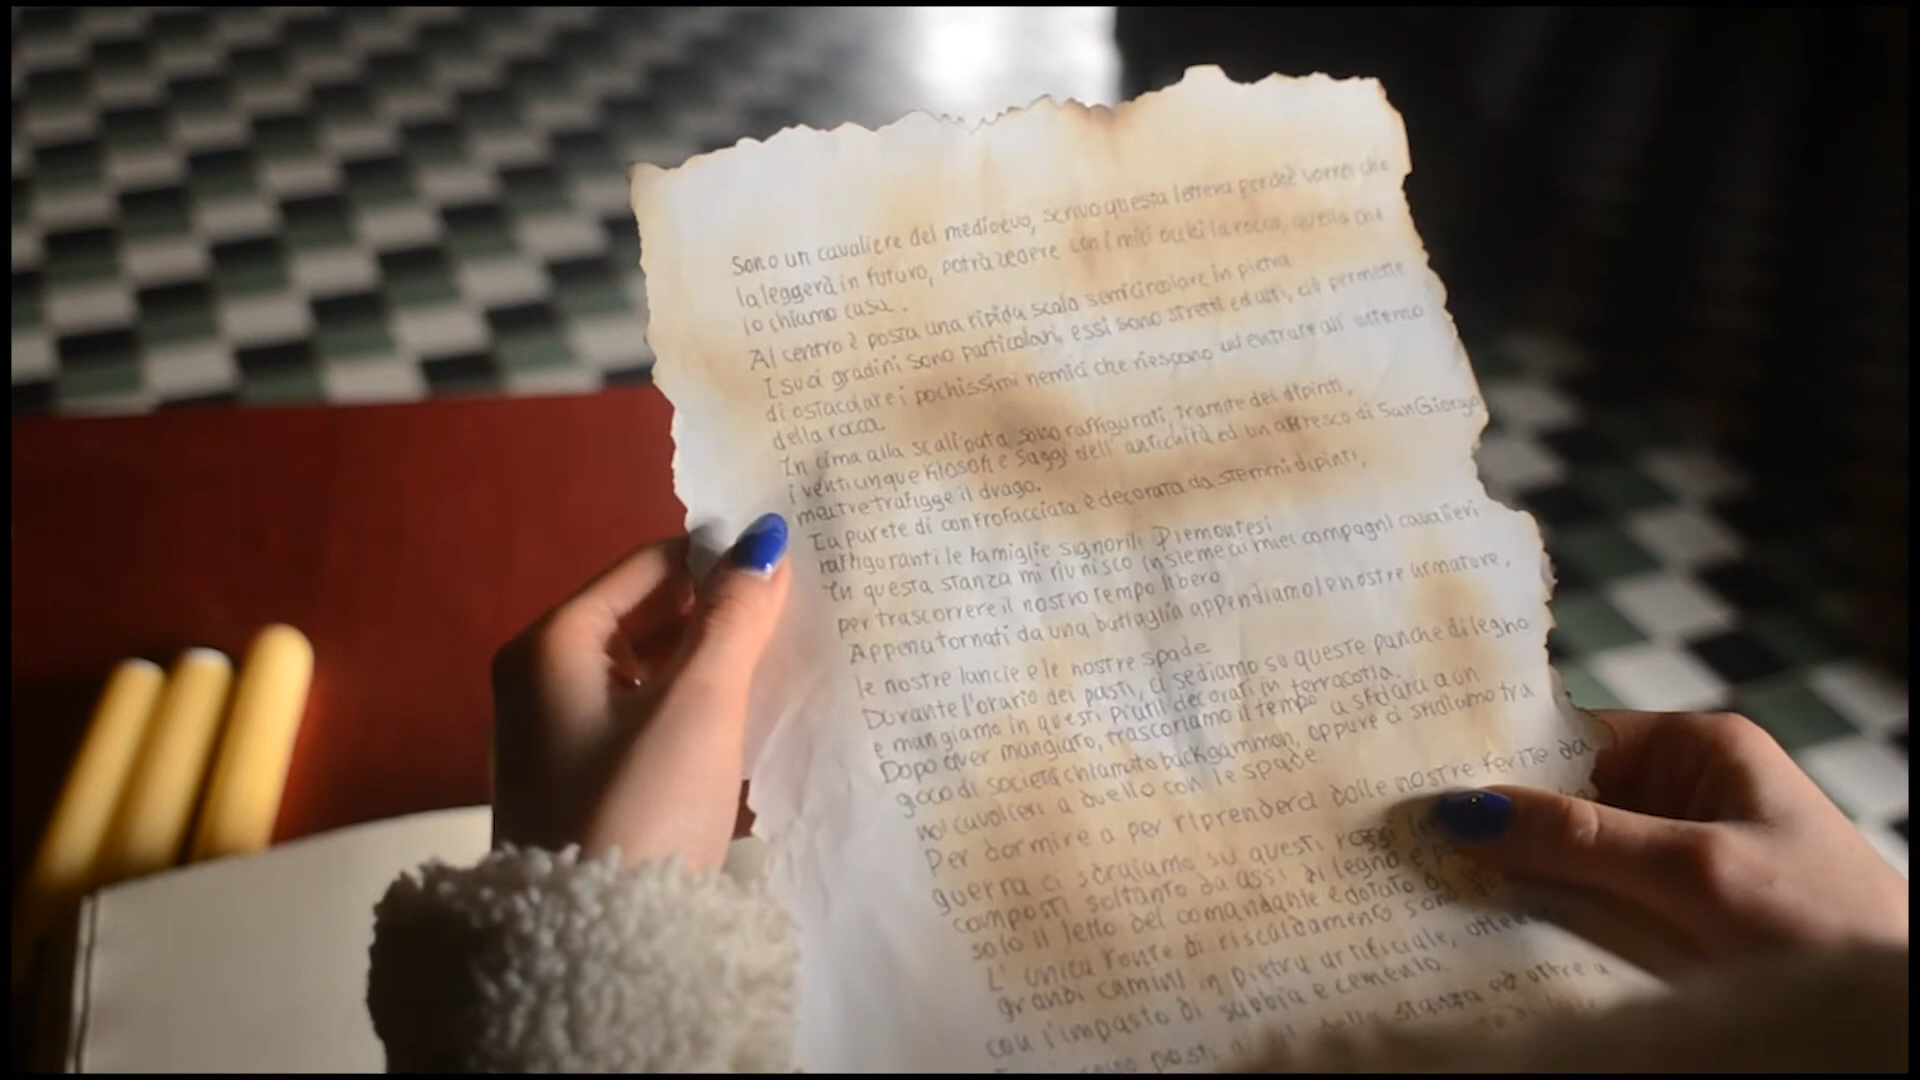 Sono un cavaliere del medioevo, scrivo questa lettera perchè vorrei che
la leggerà in futuro, potrà vedere con i miei occhi la rocca, quella che
io chiamo casa.
Al centro è posta una ripida scala semicircolare in pietra
I suoi gradini sono particolari, essi sono stretti ed alti, ciò permette
di ostacolare i pochissimi nemici che riescono ad entrare all' interno
della rocca.
In cima alla scalinata sono raffigurati, tramite dei dipinti,
i venticinque filosofi e saggi dell' antichità ed un affresco di San Giorgio
mentre trafigge il drago.
La parete di controfacciata è decorata da stemmi dipinti,
raffiguranti le famiglie signorili Piemontesi
In questa stanza mi riunisco insieme ai miei compagni cavalieri
per trascorrere il nostro tempo libero
Appena tornati da una battaglia appendiamo le nostre armature,
le nostre lancie e le nostre spade
Durante l'orario dei pasti, ci sediamo su queste panche di legno
e mangiamo in questi piatti decorati in terracotta.
Dopo aver mangiato, trascoriamo il tempo a sfidarci a un
gioco di società chiamato backgammon, oppure ci sfidiamo tra
noi cavalieri a duello con le spade.
Per dormire o per riprenderci dalle nostre ferite da
guerra ci sdraiamo su questi rossi
composti soltanto da assi di legno e
solo il letto del comandante è dotato di
L' unica fonte di riscaldamento sono
grandi camini in pietra artificiale,
con l'impasto di sabbia e cemento.
posti della stanza ed oltre a